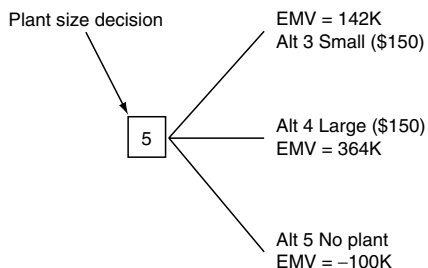 Plant size decision
EMV = 142K
Alt 3 Small ($150)
5
Alt 4 Large ($150)
EMV = 364K
Alt 5 No plant
EMV = −100K